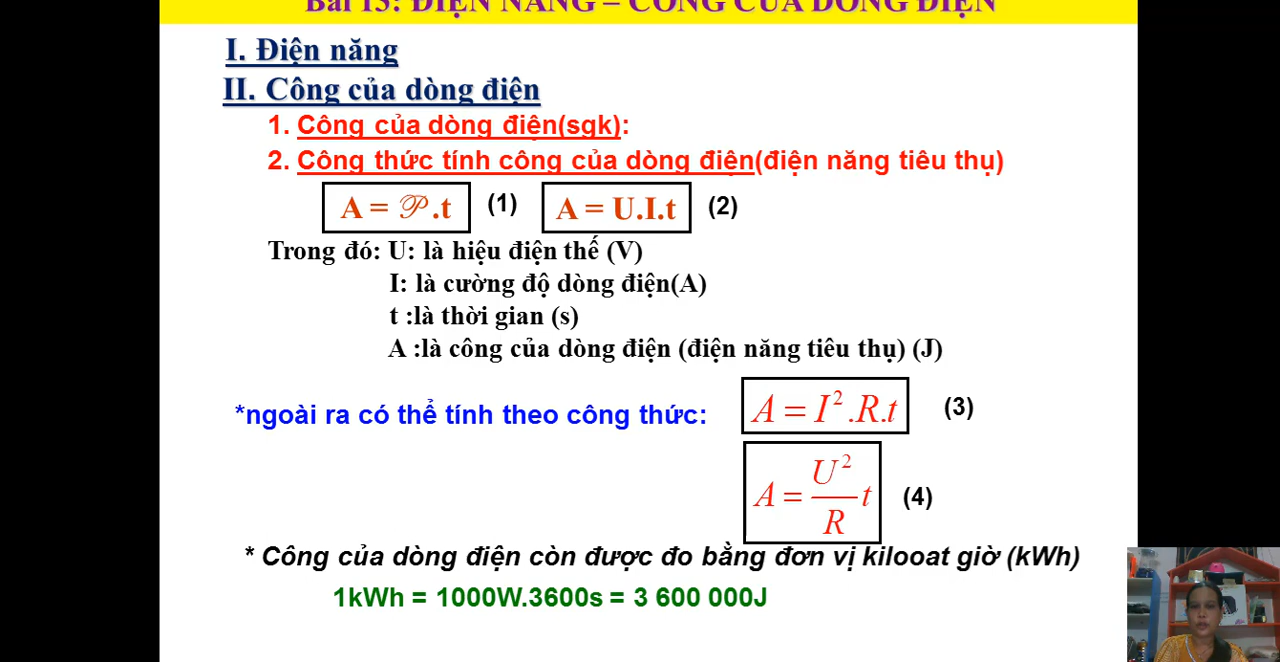 Bài 13: ĐIỆN NĂNG – CÔNG CỦA DÒNG ĐIỆN
I. Điện năng
II. Công của dòng điện
1. Công của dòng điện(sgk):
2. Công thức tính công của dòng điện(điện năng tiêu thụ)
A = 𝒫.t (1) A = U.I.t (2)
Trong đó: U: là hiệu điện thế (V)
I: là cường độ dòng điện(A)
t :là thời gian (s)
A :là công của dòng điện (điện năng tiêu thụ) (J)
*ngoài ra có thể tính theo công thức: A = I².R.t (3)
A = U²/R t (4)
* Công của dòng điện còn được đo bằng đơn vị kilooat giờ (kWh)
1kWh = 1000W.3600s = 3 600 000J